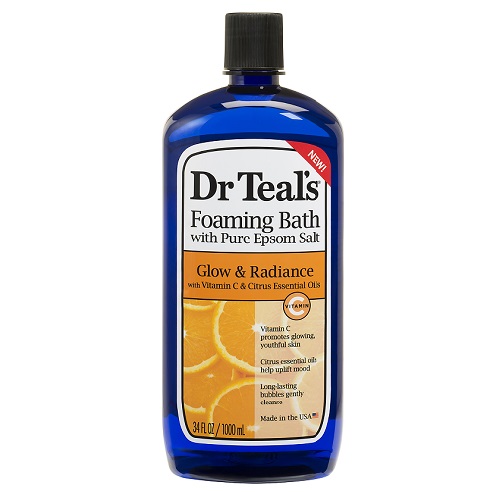 NEW!
Dr Teal's®
Foaming Bath
with Pure Epsom Salt
Glow & Radiance
with Vitamin C & Citrus Essential Oils
C
VITAMIN
Vitamin C
promotes glowing,
youthful skin
Citrus essential oils
help uplift mood
Long-lasting
bubbles gently
cleanse
Made in the USA
34 FL OZ / 1000 mL